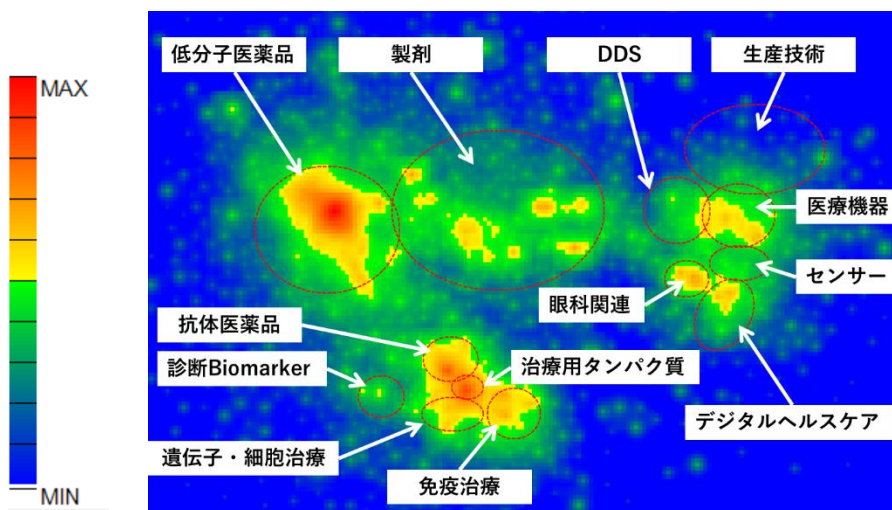 MAX
MIN
低分子医薬品
製剤
DDS
生産技術
医療機器
センサー
眼科関連
抗体医薬品
診断Biomarker
治療用タンパク質
デジタルヘルスケア
遺伝子・細胞治療
免疫治療